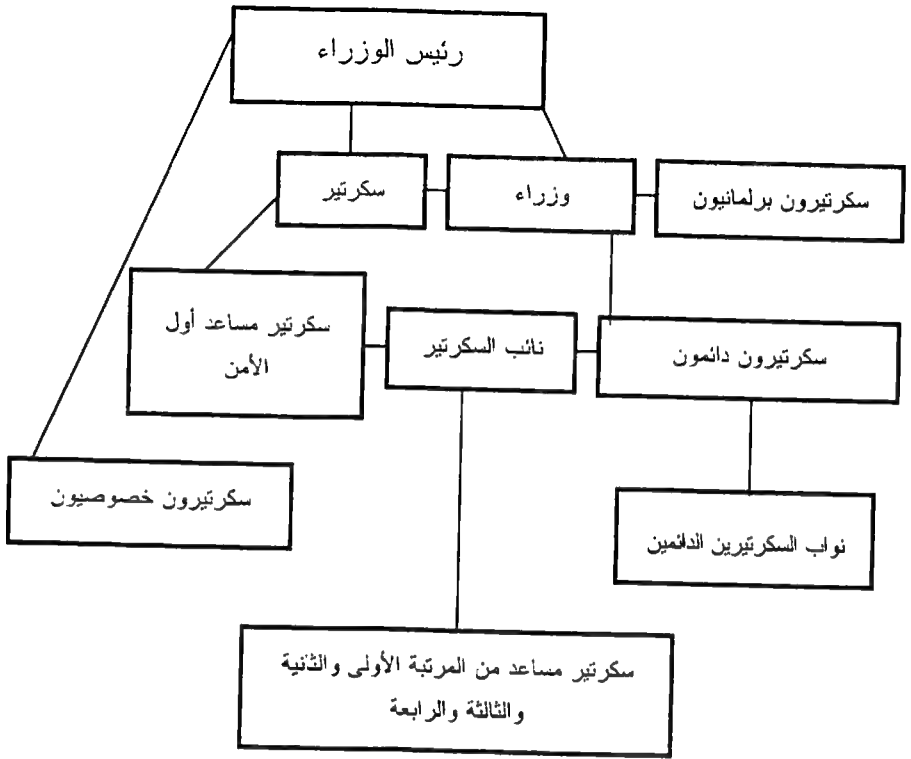 رئيس الوزراء
سكرتيرون برلمانيون
وزراء
سكرتير
سكرتيرون دائمون
نائب السكرتير
سكرتير مساعد أول
الأمن
سكرتيرون خصوصيون
نواب السكرتيرين الدائمين
سكرتير مساعد من المرتبة الأولى والثانية
والثالثة والرابعة